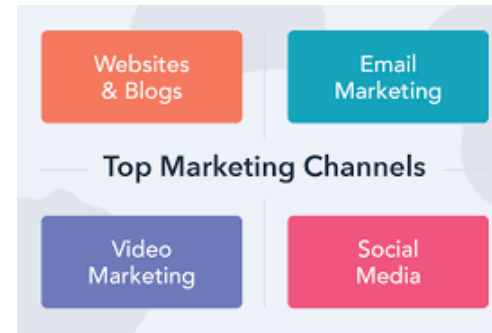 Websites
& Blogs
Email
Marketing
Top Marketing Channels
Video
Marketing
Social
Media